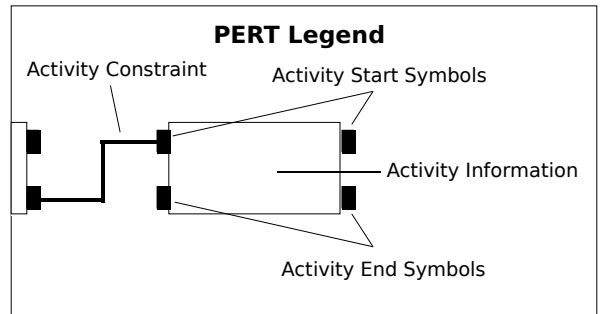 PERT Legend
Activity Constraint
Activity Start Symbols
Activity Information
Activity End Symbols